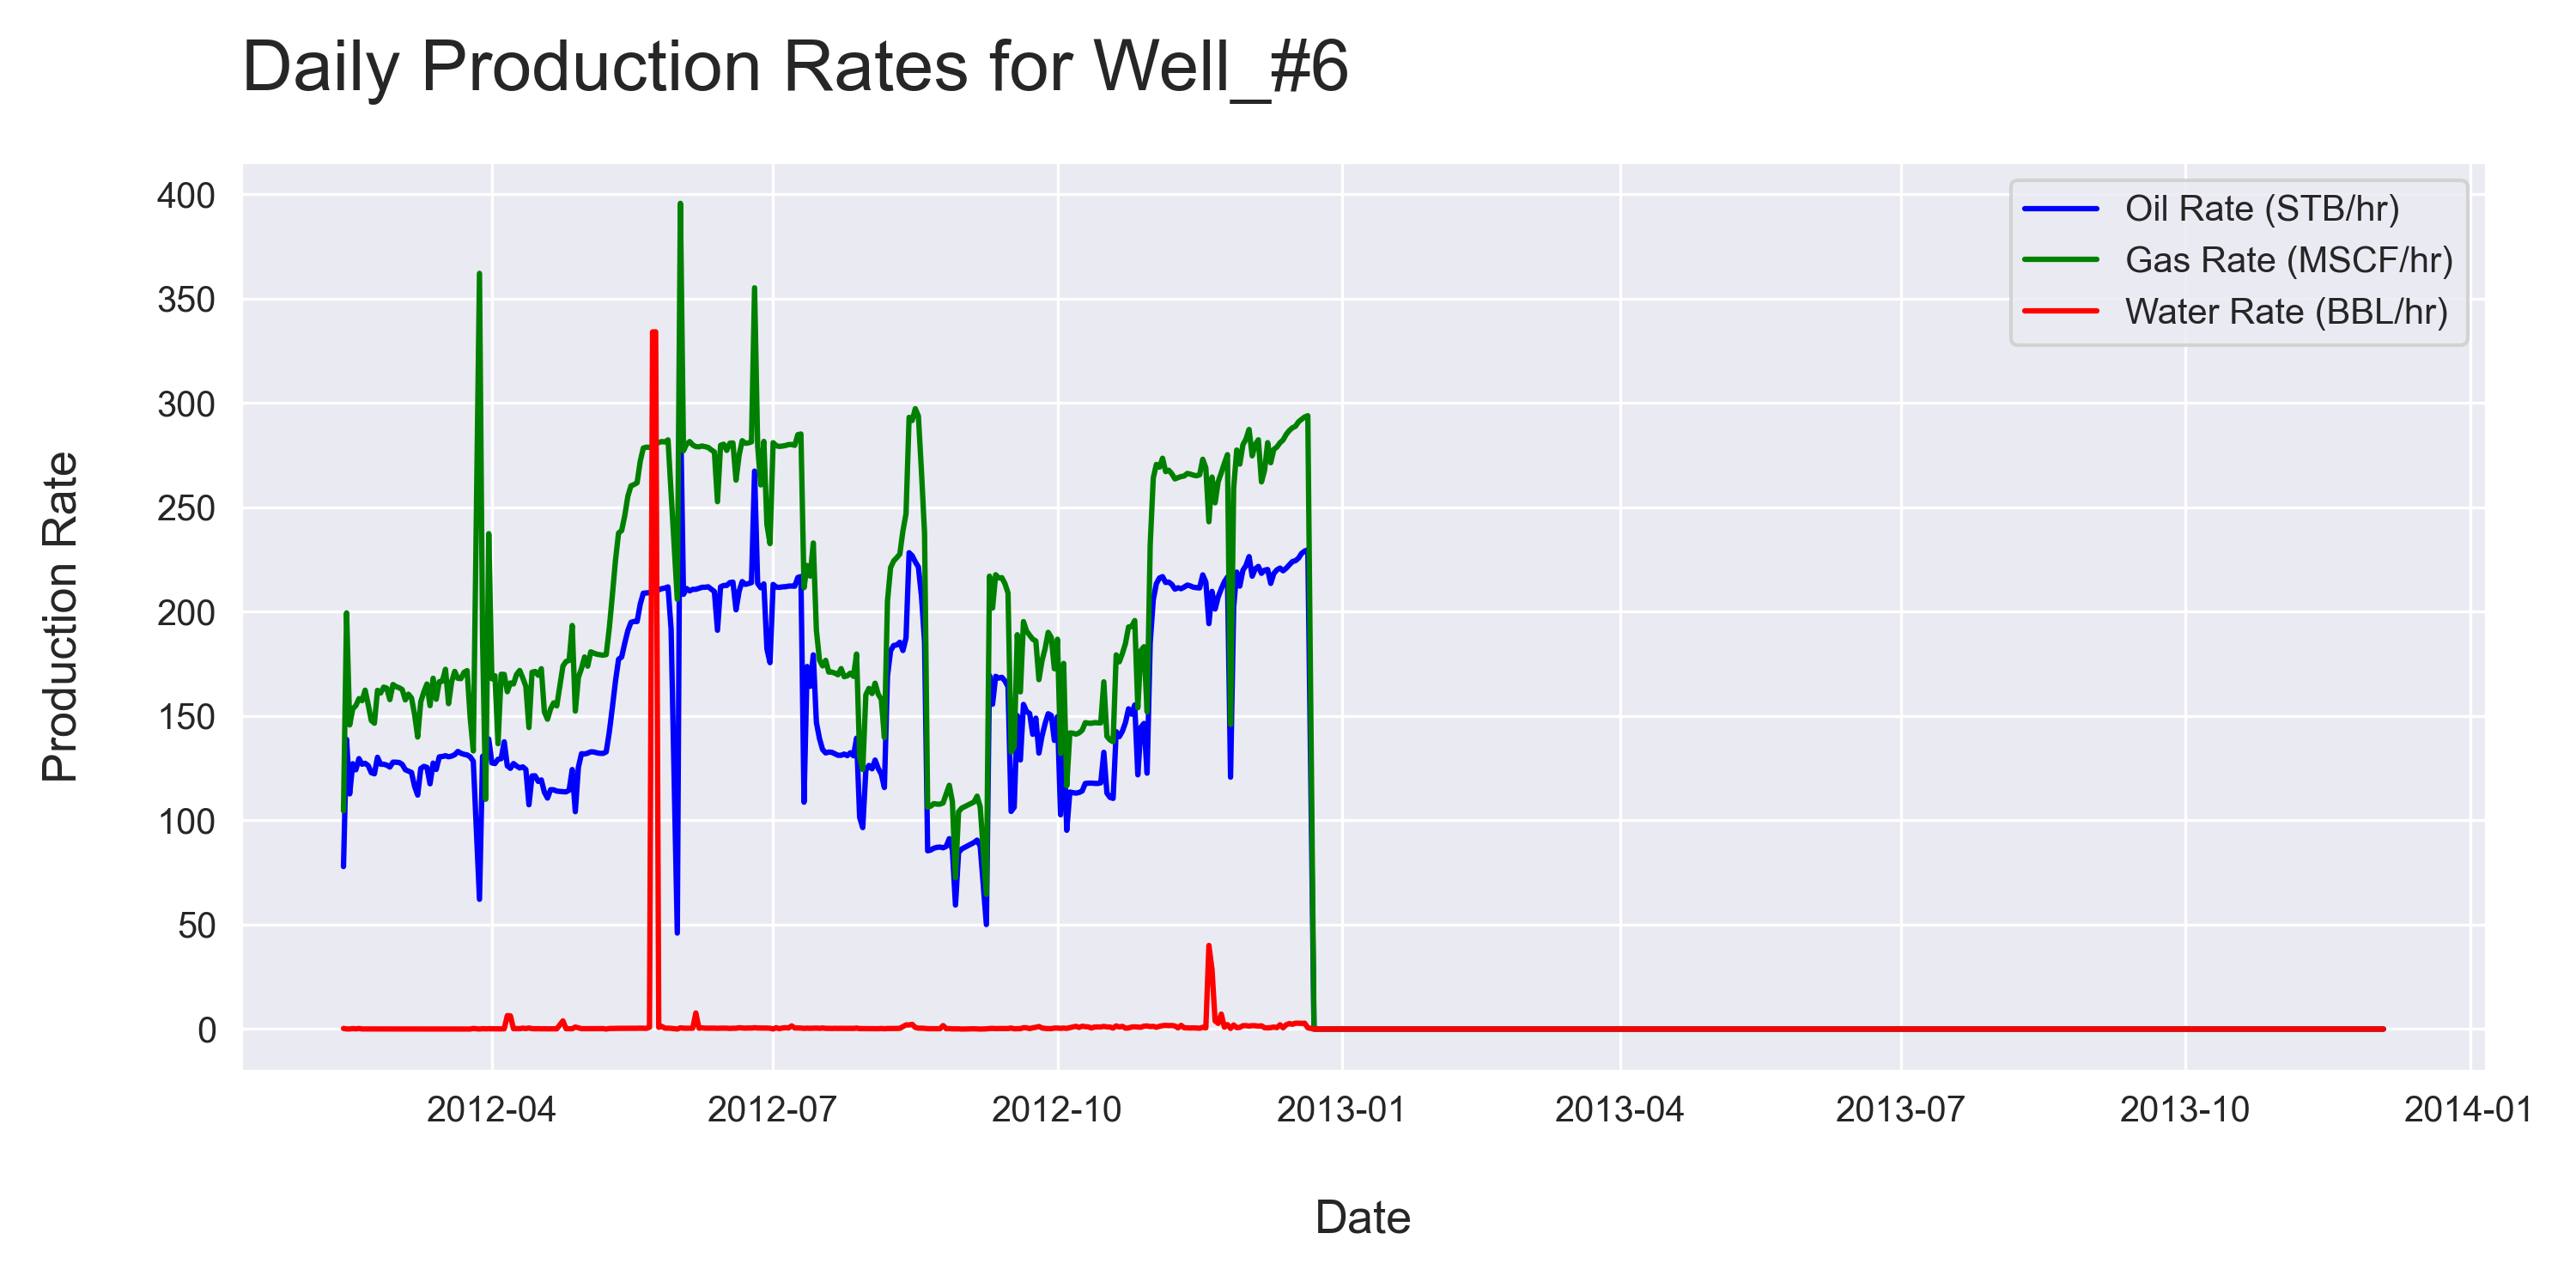 Daily Production Rates for Well_#6
400
350
300
250
200
150
100
50
0
Production Rate
Oil Rate (STB/hr)
Gas Rate (MSCF/hr)
Water Rate (BBL/hr)
2012-04
2012-07
2012-10
2013-01
2013-04
2013-07
2013-10
2014-01
Date